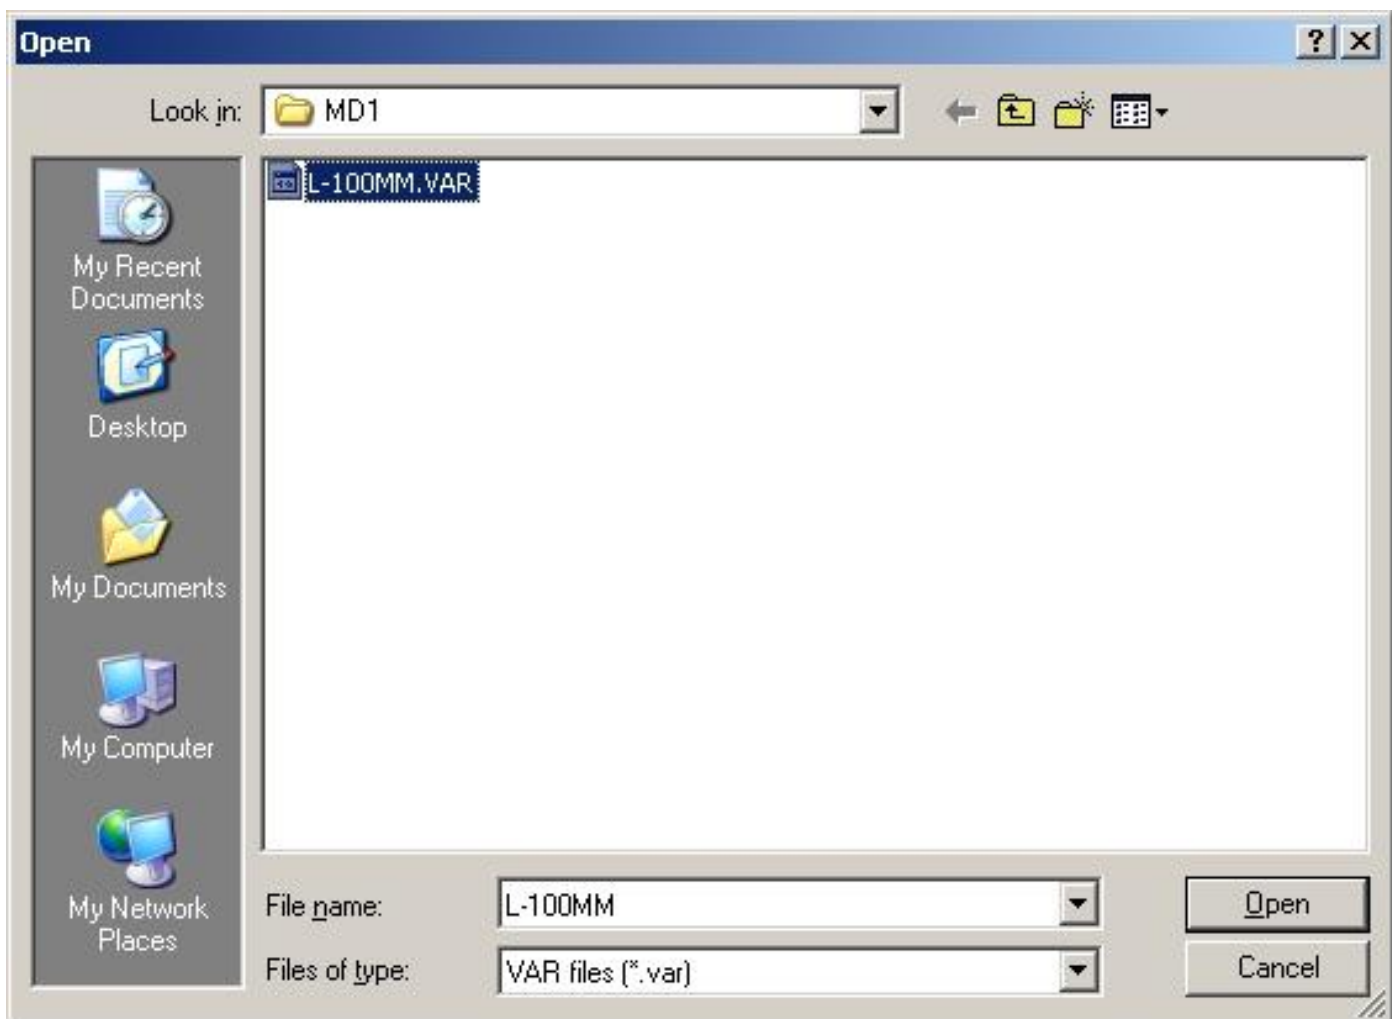 Open
Look in:
MD1
L-100MM.VAR
My Recent
Documents
Desktop
My Documents
My Computer
My Network
Places
File name:
L-100MM
Open
Files of type:
VAR files (*.var)
Cancel